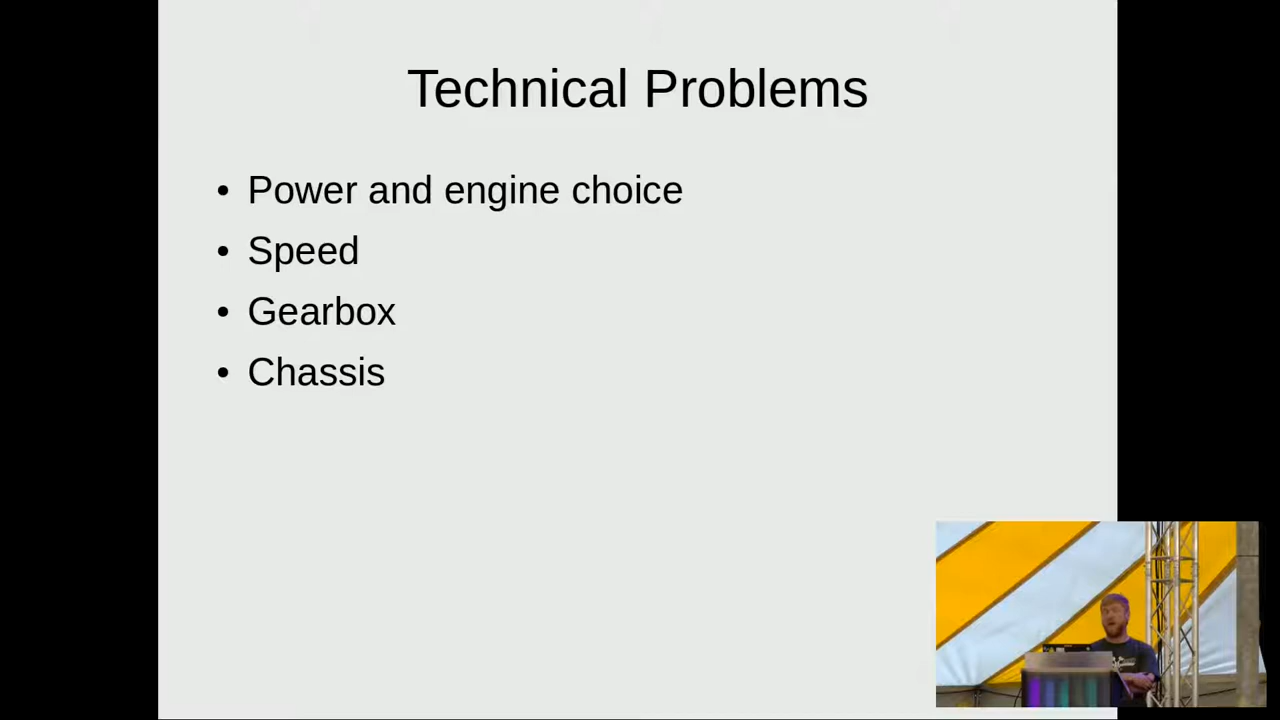 Technical Problems
• Power and engine choice
• Speed
• Gearbox
• Chassis